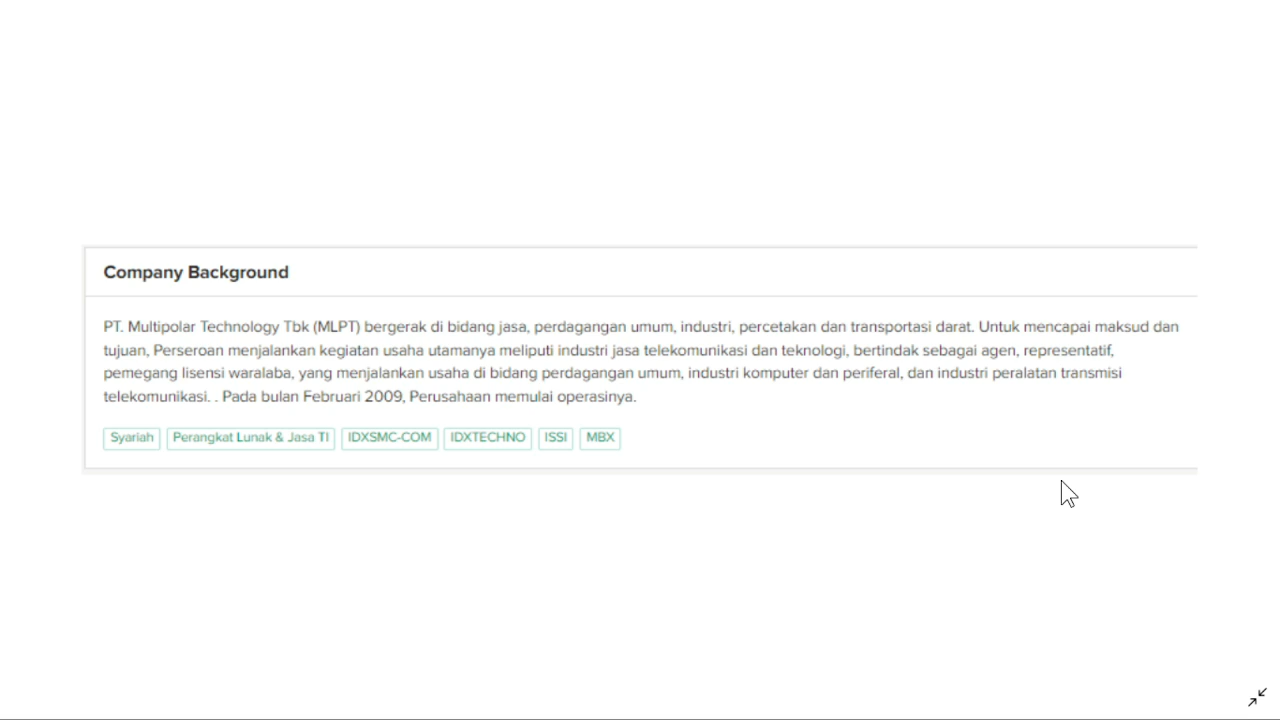 Company Background
PT. Multipolar Technology Tbk (MLPT) bergerak di bidang jasa, perdagangan umum, industri, percetakan dan transportasi darat. Untuk mencapai maksud dan
tujuan, Perseroan menjalankan kegiatan usaha utamanya meliputi industri jasa telekomunikasi dan teknologi, bertindak sebagai agen, representatif,
pemegang lisensi waralaba, yang menjalankan usaha di bidang perdagangan umum, industri komputer dan periferal, dan industri peralatan transmisi
telekomunikasi. . Pada bulan Februari 2009, Perusahaan memulai operasinya.
Syariah Perangkat Lunak & Jasa TI IDXSMC-COM IDXTECHNO ISSI MBX